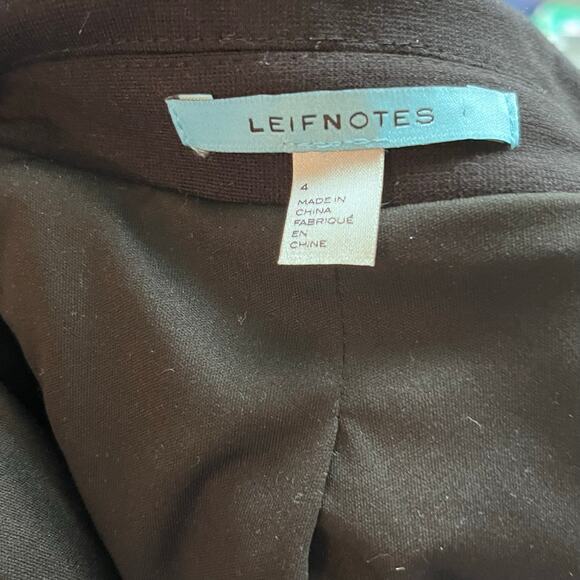 LEIFNOTES
4
MADE IN
CHINA
FABRIQUÉ
EN
CHINE